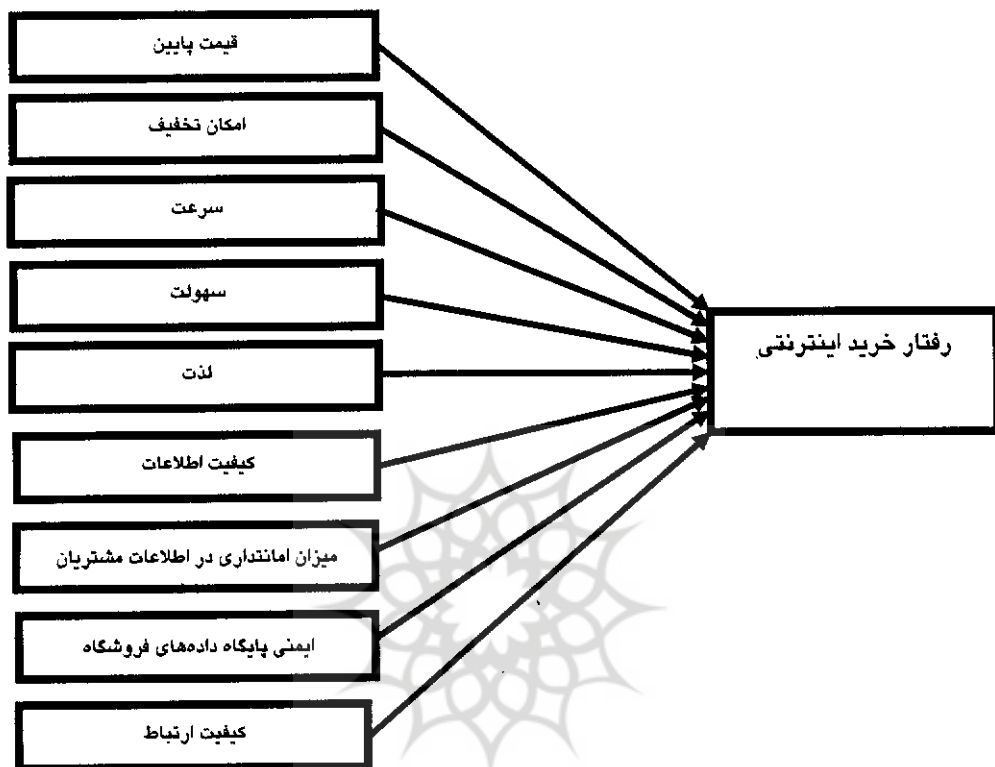 قیمت پایین
امکان تخفیف
سرعت
سهولت
لذت
کیفیت اطلاعات
میزان امانتداری در اطلاعات مشتریان
ایمنی پایگاه داده‌های فروشگاه
کیفیت ارتباط
رفتار خرید اینترنتی